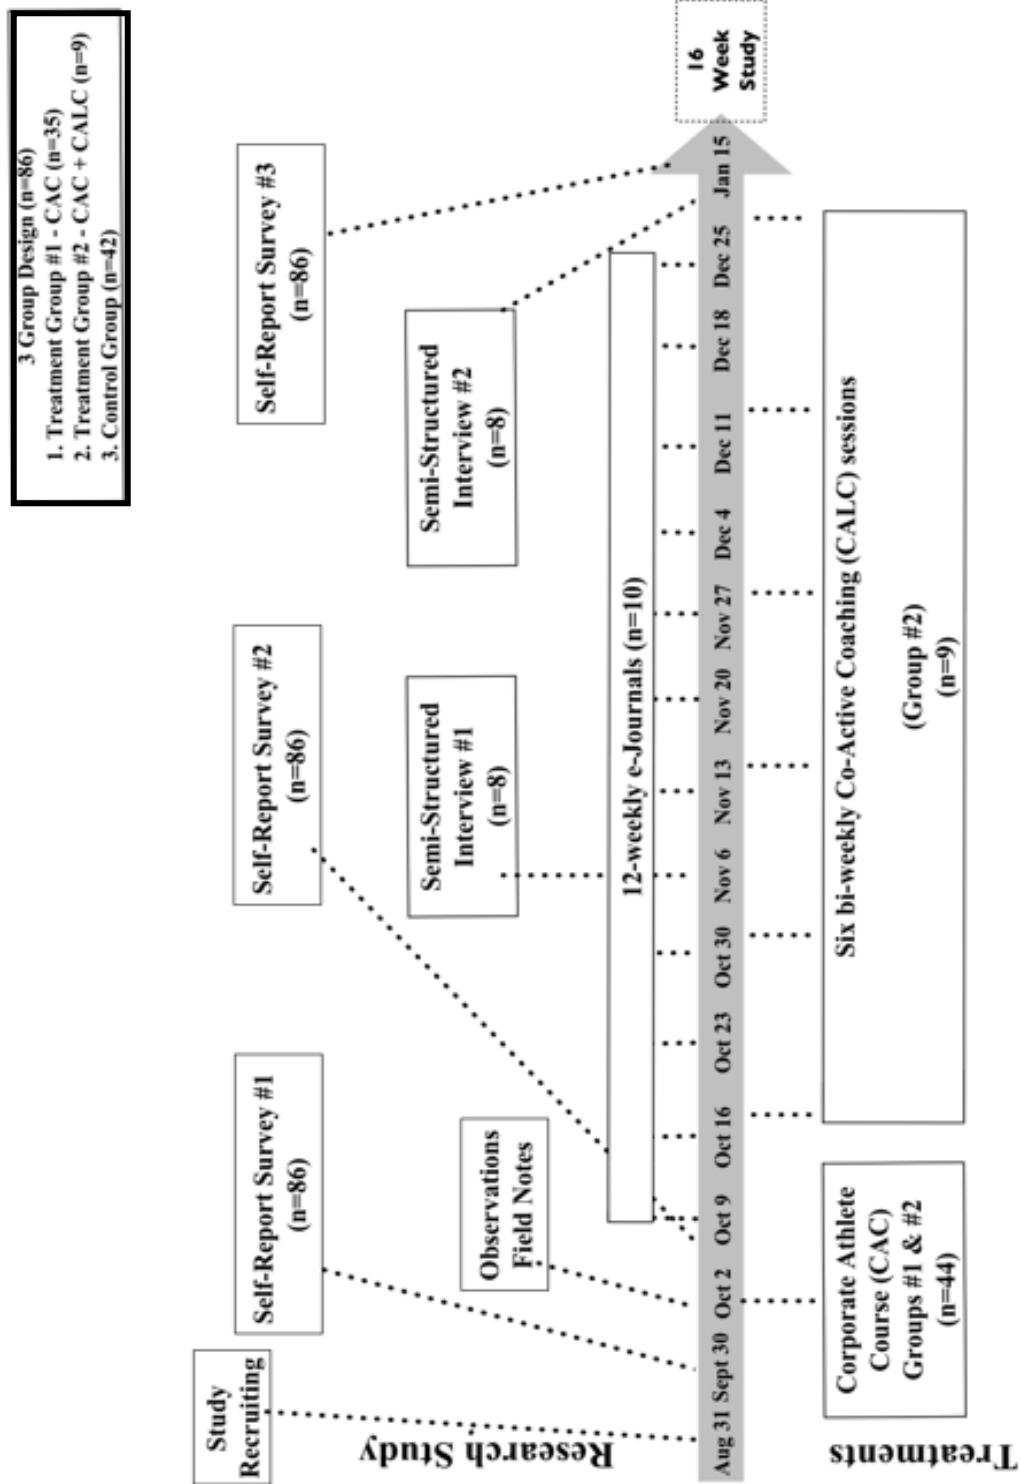 3 Group Design (n=86)
1. Treatment Group #1 - CAC (n=35)
2. Treatment Group #2 - CAC + CALC (n=9)
3. Control Group (n=42)
Study
Recruiting
Self-Report Survey #1
(n=86)
Self-Report Survey #2
(n=86)
Self-Report Survey #3
(n=86)
Research Study
Observations
Field Notes
Semi-Structured
Interview #1
(n=8)
Semi-Structured
Interview #2
(n=8)
12-weekly e-Journals (n=10)
Aug 31 Sept 30 Oct 2 Oct 9 Oct 16 Oct 23 Oct 30 Nov 6 Nov 13 Nov 20 Nov 27 Dec 4 Dec 11 Dec 18 Dec 25 Jan 15
16
Week
Study
Treatments
Corporate Athlete
Course (CAC)
Groups #1 & #2
(n=44)
Six bi-weekly Co-Active Coaching (CALC) sessions
(Group #2)
(n=9)